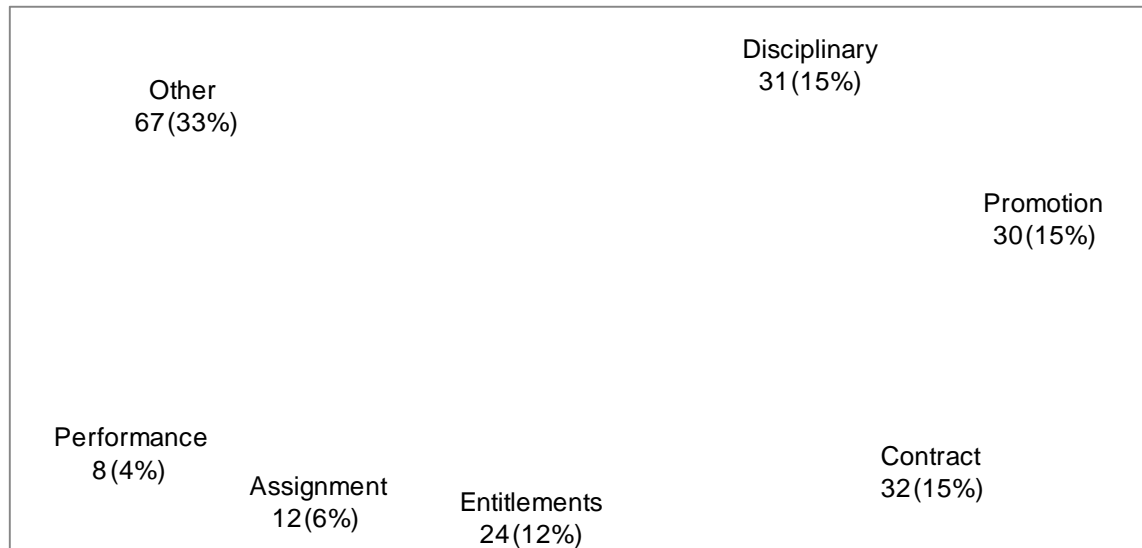 Disciplinary
31 (15%)
Other
67 (33%)
Promotion
30 (15%)
Performance
8 (4%)
Contract
32 (15%)
Assignment
12 (6%)
Entitlements
24 (12%)